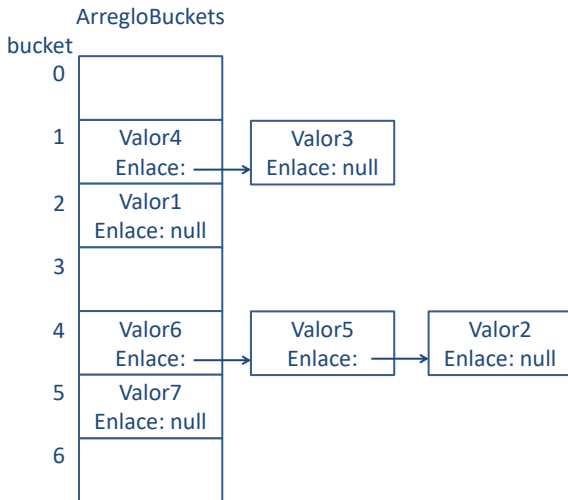 ArregloBuckets
bucket
0
1
Valor4
Enlace:
Valor3
Enlace: null
2
Valor1
Enlace: null
3
4
Valor6
Enlace:
Valor5
Enlace:
Valor2
Enlace: null
5
Valor7
Enlace: null
6